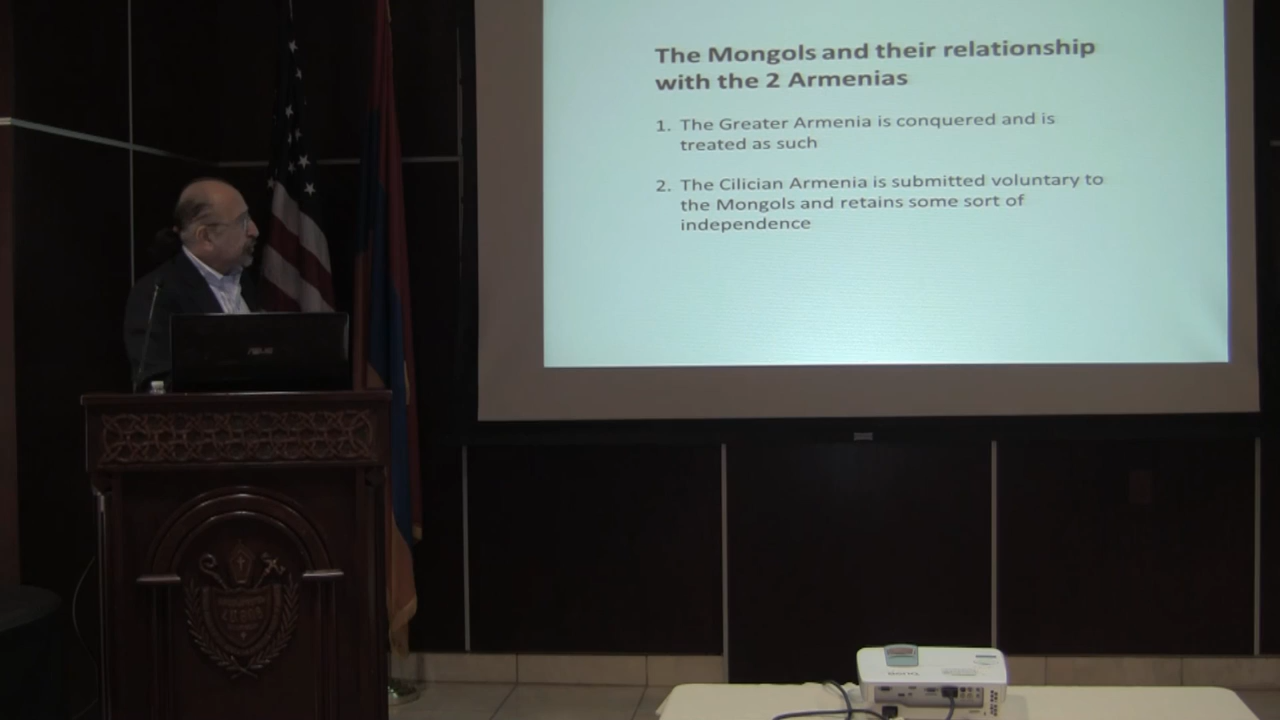 The Mongols and their relationship
with the 2 Armenias
1. The Greater Armenia is conquered and is
treated as such
2. The Cilician Armenia is submitted voluntary to
the Mongols and retains some sort of
independence
ASUS